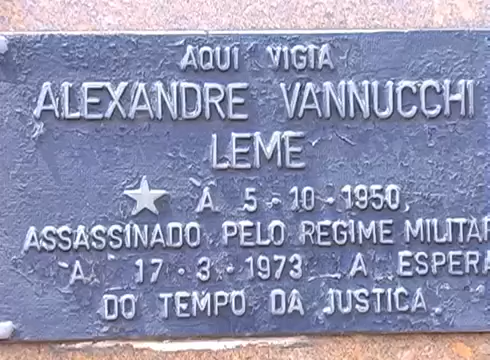 AQUI VIGIA
ALEXANDRE VANNUCCHI
LEME
★ A 5-10-1950,
ASSASSINADO PELO REGIME MILITAR
A 17.3-1973 A ESPERA
DO TEMPO DA JUSTICA.